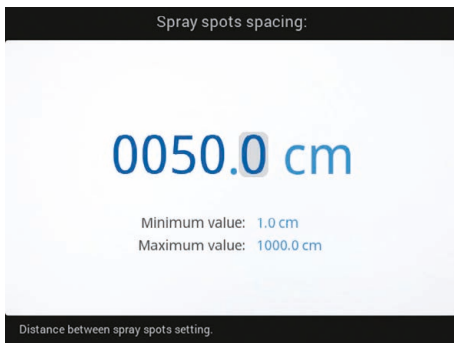 Spray spots spacing:
0050.0 cm
Minimum value: 1.0 cm
Maximum value: 1000.0 cm
Distance between spray spots setting.